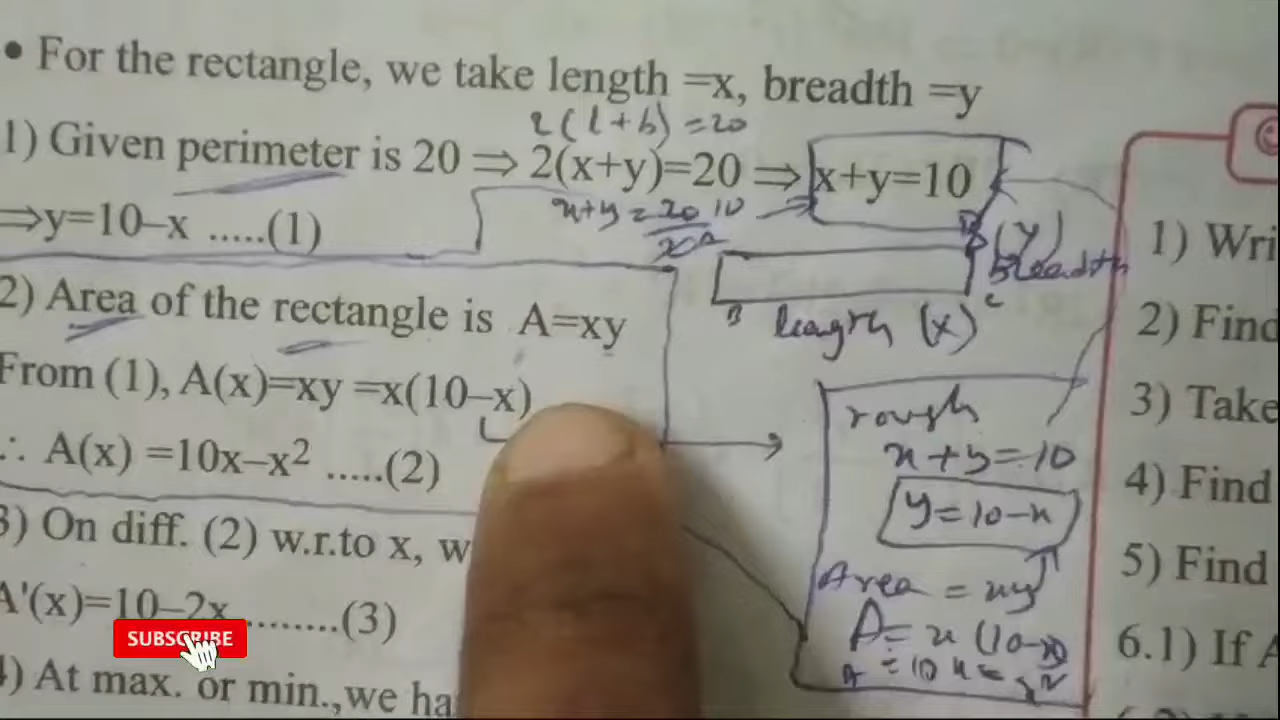 • For the rectangle, we take length =x, breadth =y
2(l+b)=20
1) Given perimeter is 20 ⇒ 2(x+y)=20 ⇒ x+y=10
x+y=20 10
⇒y=10–x .....(1)
(y)
Breadth
B length (x) c
2) Area of the rectangle is A=xy
From (1), A(x)=xy =x(10–x)
∴ A(x) =10x–x² .....(2)
3) On diff. (2) w.r.to x, w
A'(x)=10–2x ........(3)
SUBSCRIBE
4) At max. or min.,we ha
rough
x+y=10
y=10–x
Area = xy
A= x(10–x)
A =10x–x²
1) Wri
2) Find
3) Take
4) Find
5) Find
6.1) If A